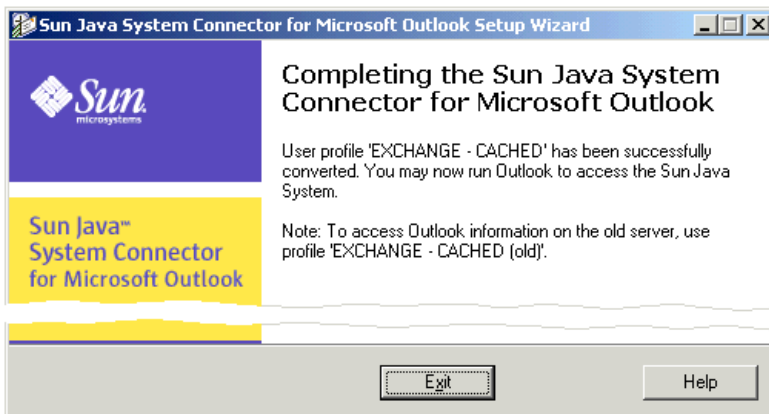 Sun Java System Connector for Microsoft Outlook Setup Wizard
Sun
microsystems
Sun Java™
System Connector
for Microsoft Outlook
Completing the Sun Java System
Connector for Microsoft Outlook
User profile 'EXCHANGE - CACHED' has been successfully
converted. You may now run Outlook to access the Sun Java
System.
Note: To access Outlook information on the old server, use
profile 'EXCHANGE - CACHED (old)'.
Exit
Help